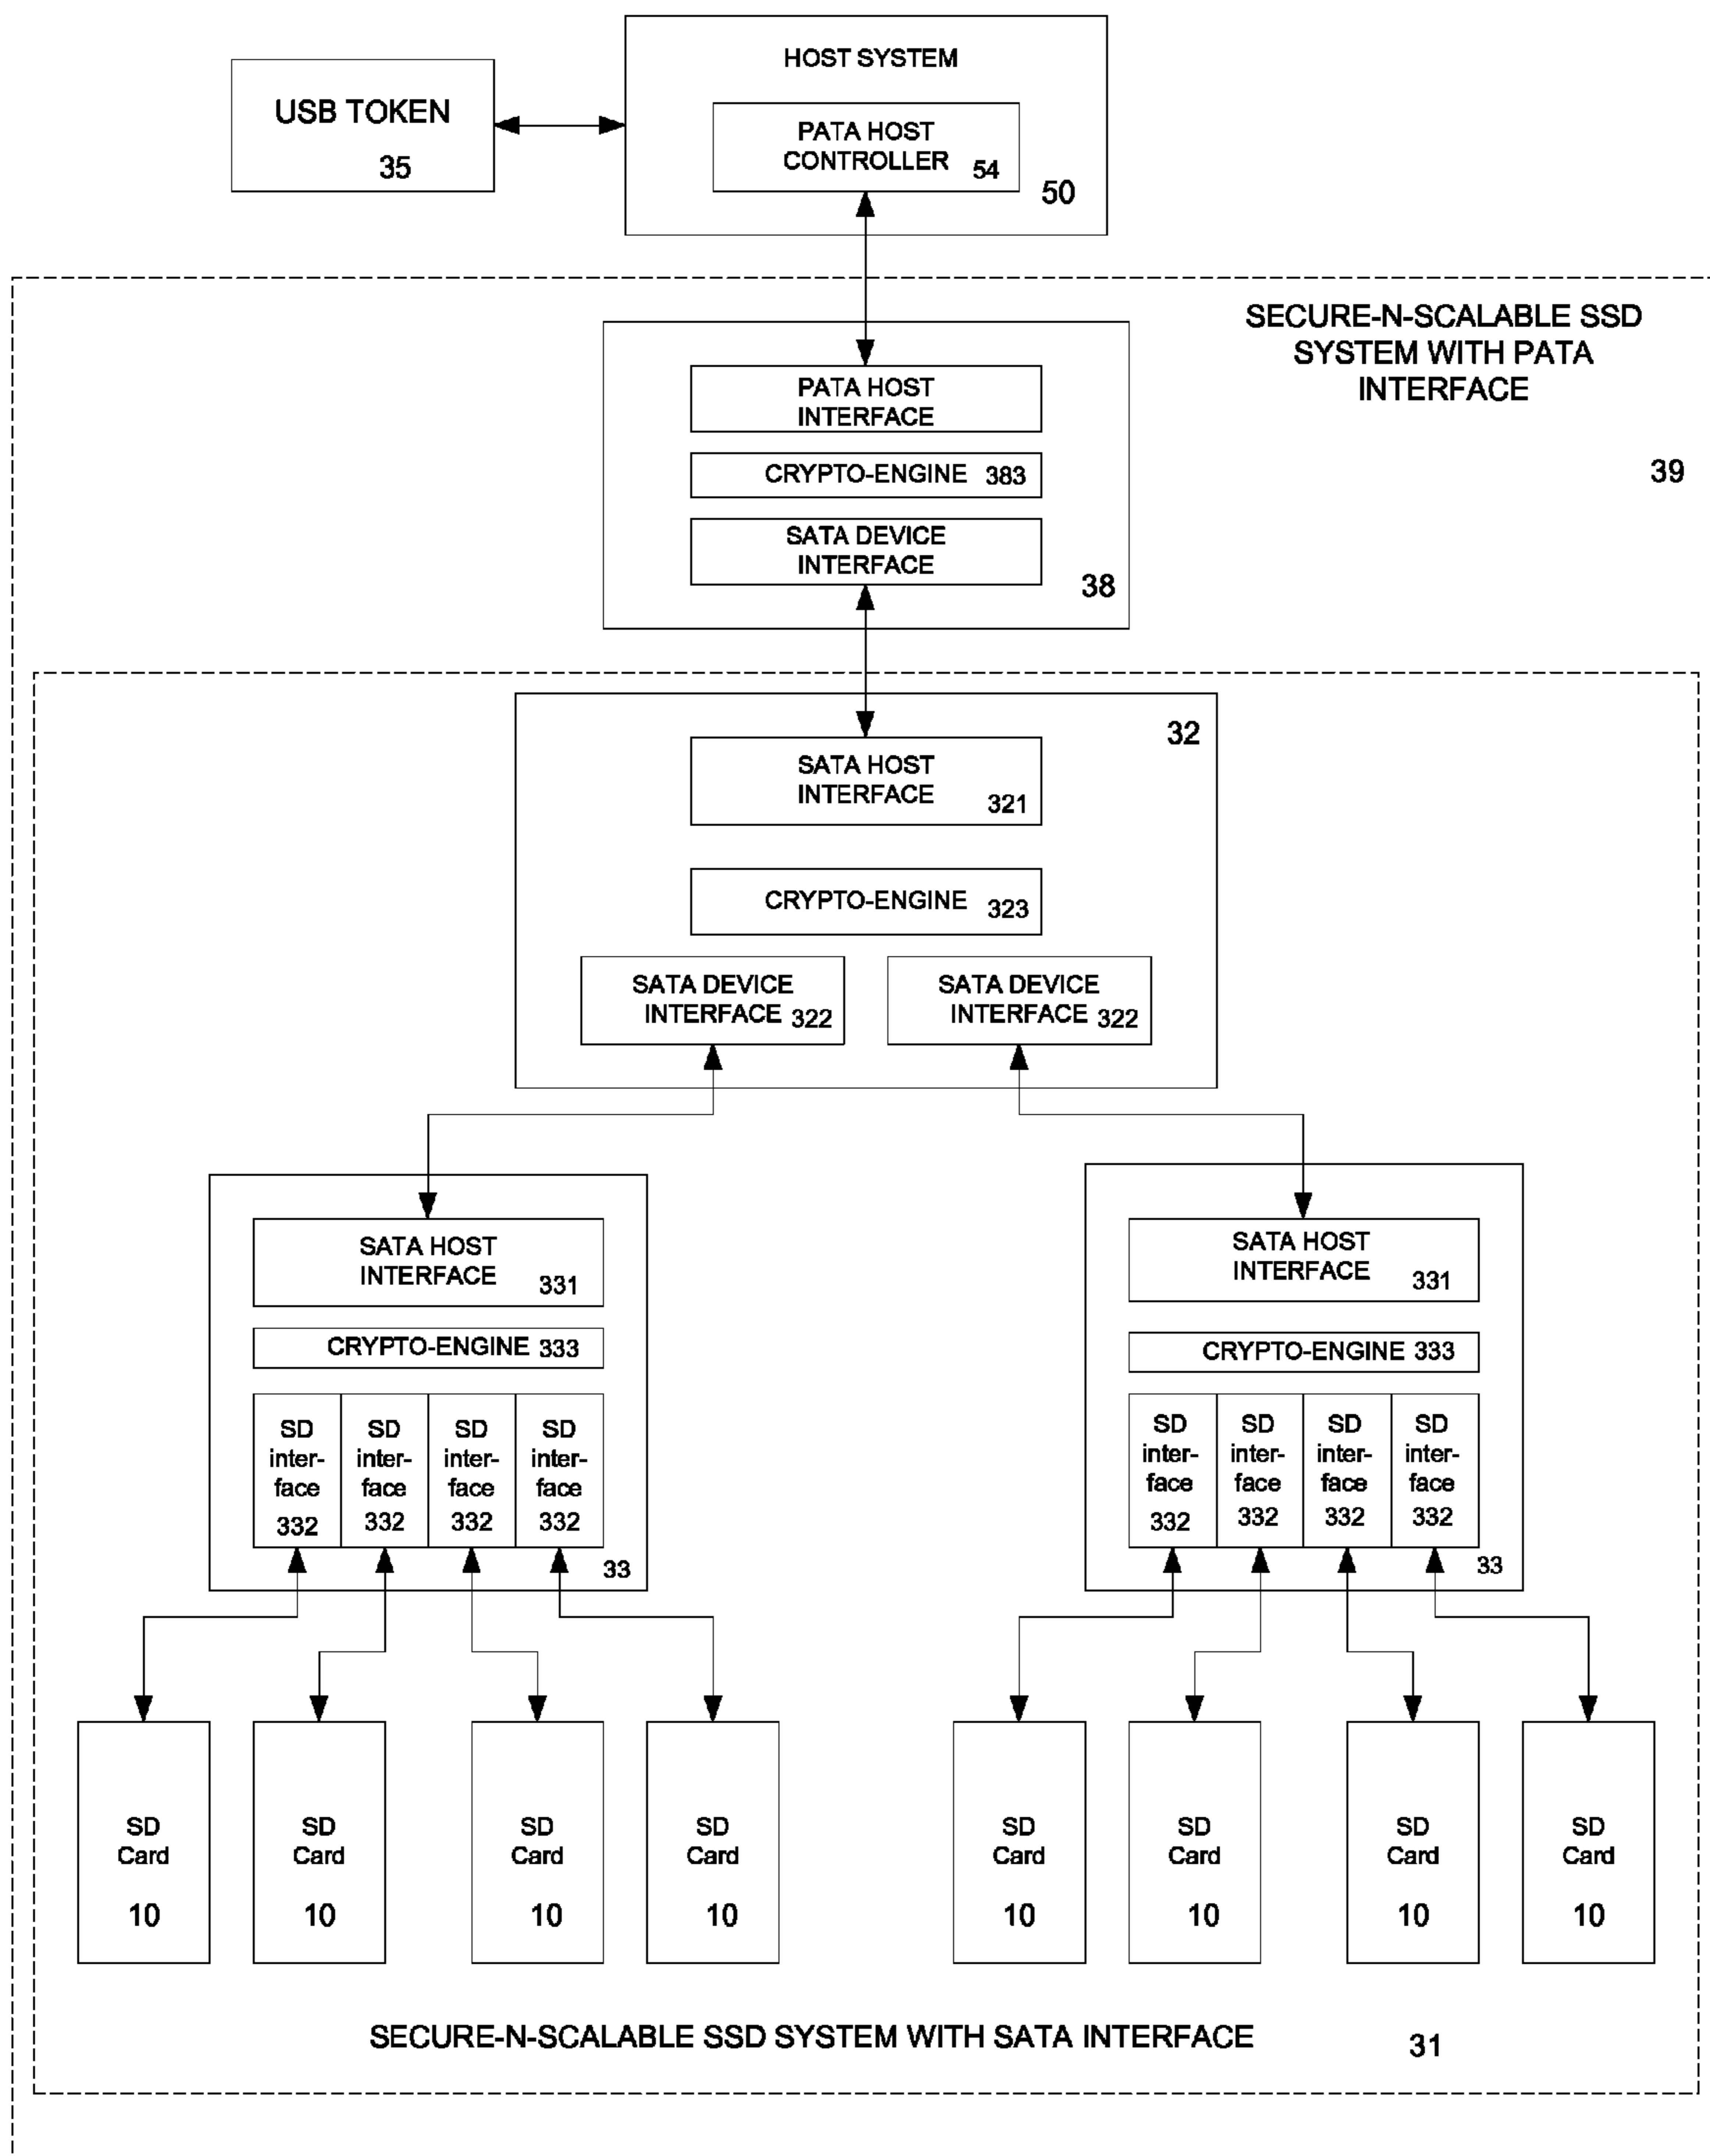 HOST SYSTEM
USB TOKEN
35
PATA HOST
CONTROLLER 54
50
SECURE-N-SCALABLE SSD
SYSTEM WITH PATA
INTERFACE
39
PATA HOST
INTERFACE
CRYPTO-ENGINE 383
SATA DEVICE
INTERFACE
38
32
SATA HOST
INTERFACE 321
CRYPTO-ENGINE 323
SATA DEVICE
INTERFACE 322
SATA DEVICE
INTERFACE 322
SATA HOST
INTERFACE 331
CRYPTO-ENGINE 333
SD
inter-
face
332
SD
inter-
face
332
SD
inter-
face
332
SD
inter-
face
332
33
SATA HOST
INTERFACE 331
CRYPTO-ENGINE 333
SD
inter-
face
332
SD
inter-
face
332
SD
inter-
face
332
SD
inter-
face
332
33
SD
Card
10
SD
Card
10
SD
Card
10
SD
Card
10
SD
Card
10
SD
Card
10
SD
Card
10
SD
Card
10
SECURE-N-SCALABLE SSD SYSTEM WITH SATA INTERFACE 31